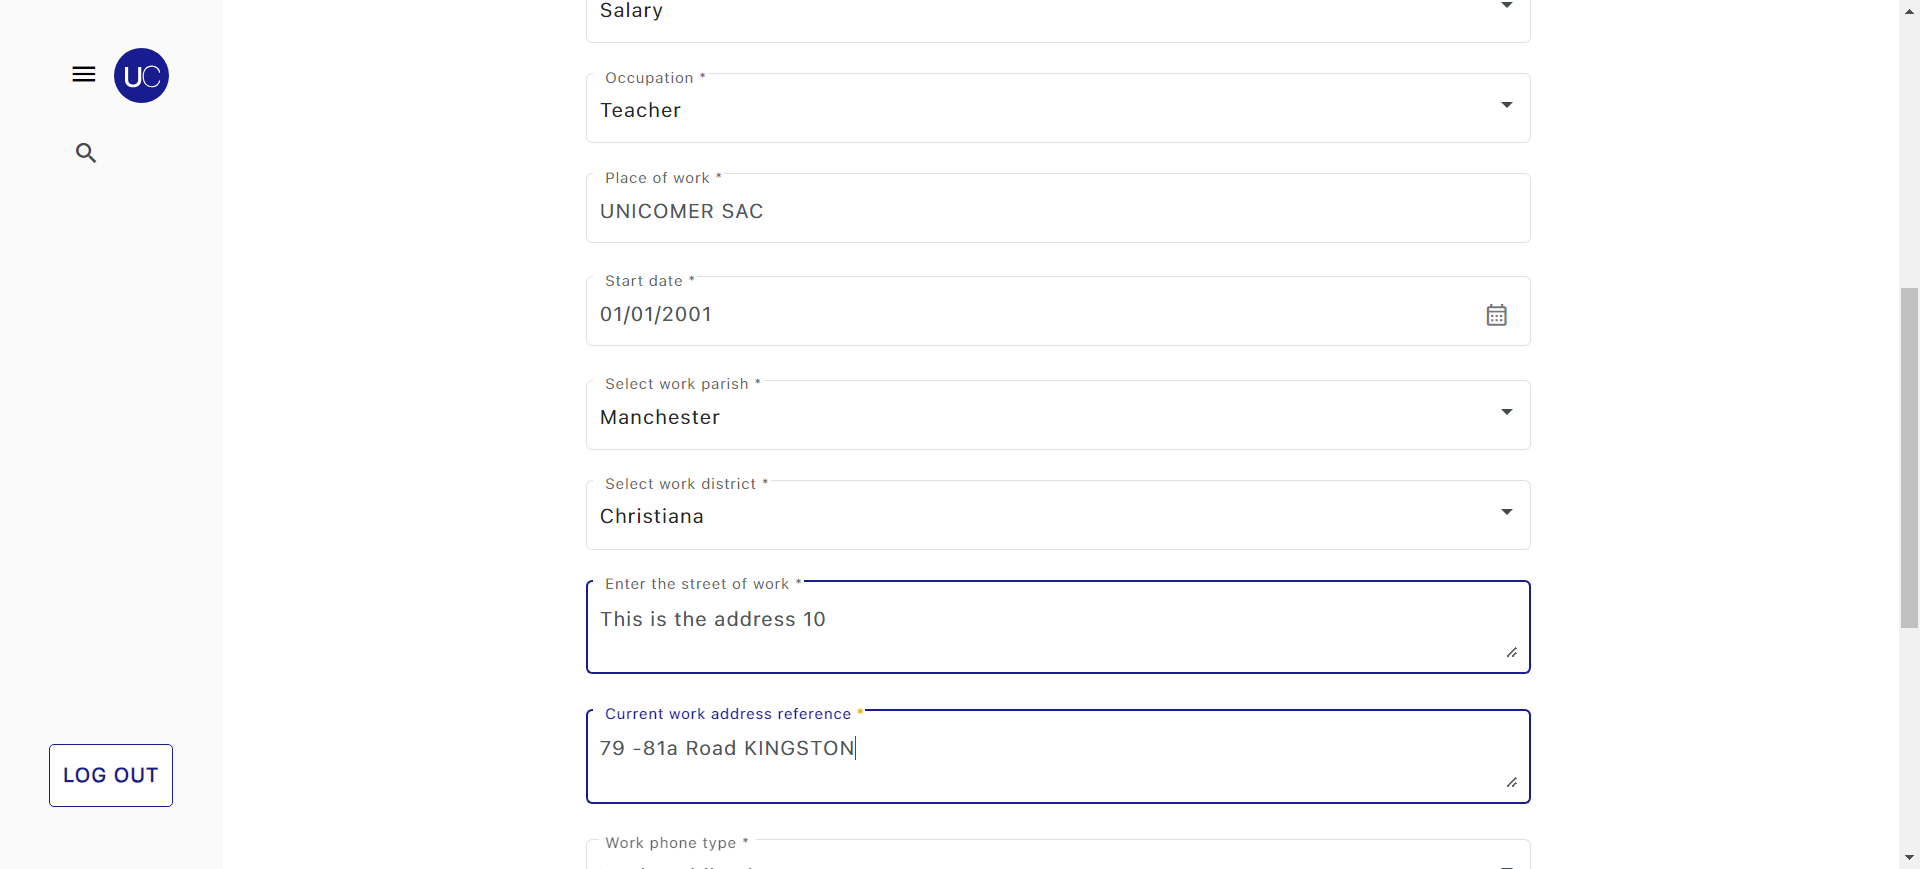 Salary
UC
Occupation *
Teacher
Place of work *
UNICOMER SAC
Start date *
01/01/2001
Select work parish *
Manchester
Select work district *
Christiana
Enter the street of work *
This is the address 10
Current work address reference *
79 -81a Road KINGSTON
LOG OUT
Work phone type *